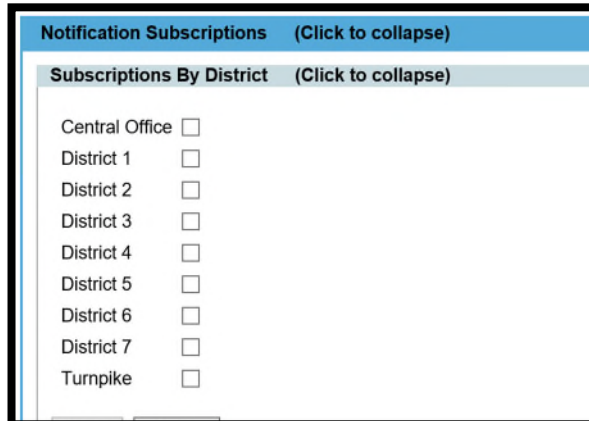 Notification Subscriptions (Click to collapse)
Subscriptions By District (Click to collapse)
Central Office
District 1
District 2
District 3
District 4
District 5
District 6
District 7
Turnpike